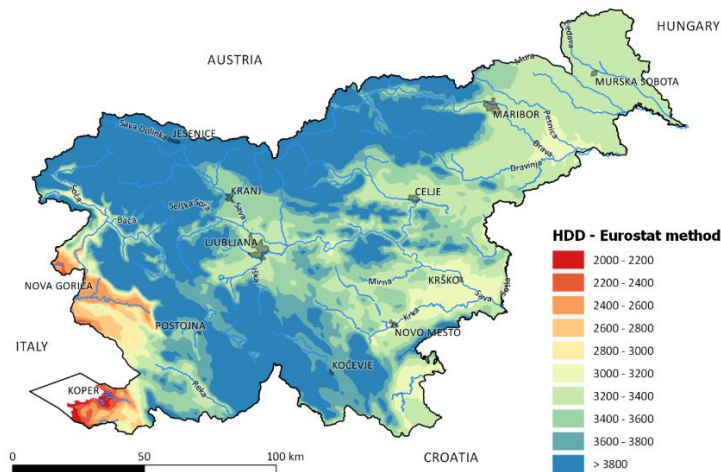 HUNGARY
AUSTRIA
Ledava
Mura
MURSKA SOBOTA
MARIBOR
Pesnica
Sava Dolinka
JESENICE
Drava
Dravinja
Soča
KRANJ
CELJE
Bača
Selška Sora
Sava
LJUBLJANA
HDD - Eurostat method
2000 - 2200
2200 - 2400
2400 - 2600
2600 - 2800
2800 - 3000
3000 - 3200
3200 - 3400
3400 - 3600
3600 - 3800
> 3800
Iška
Mirna
KRŠKO
Sava
Sotla
NOVA GORICA
Krka
POSTOJNA
NOVO MESTO
ITALY
KOČEVJE
Reka
KOPER
CROATIA
0
50
100 km